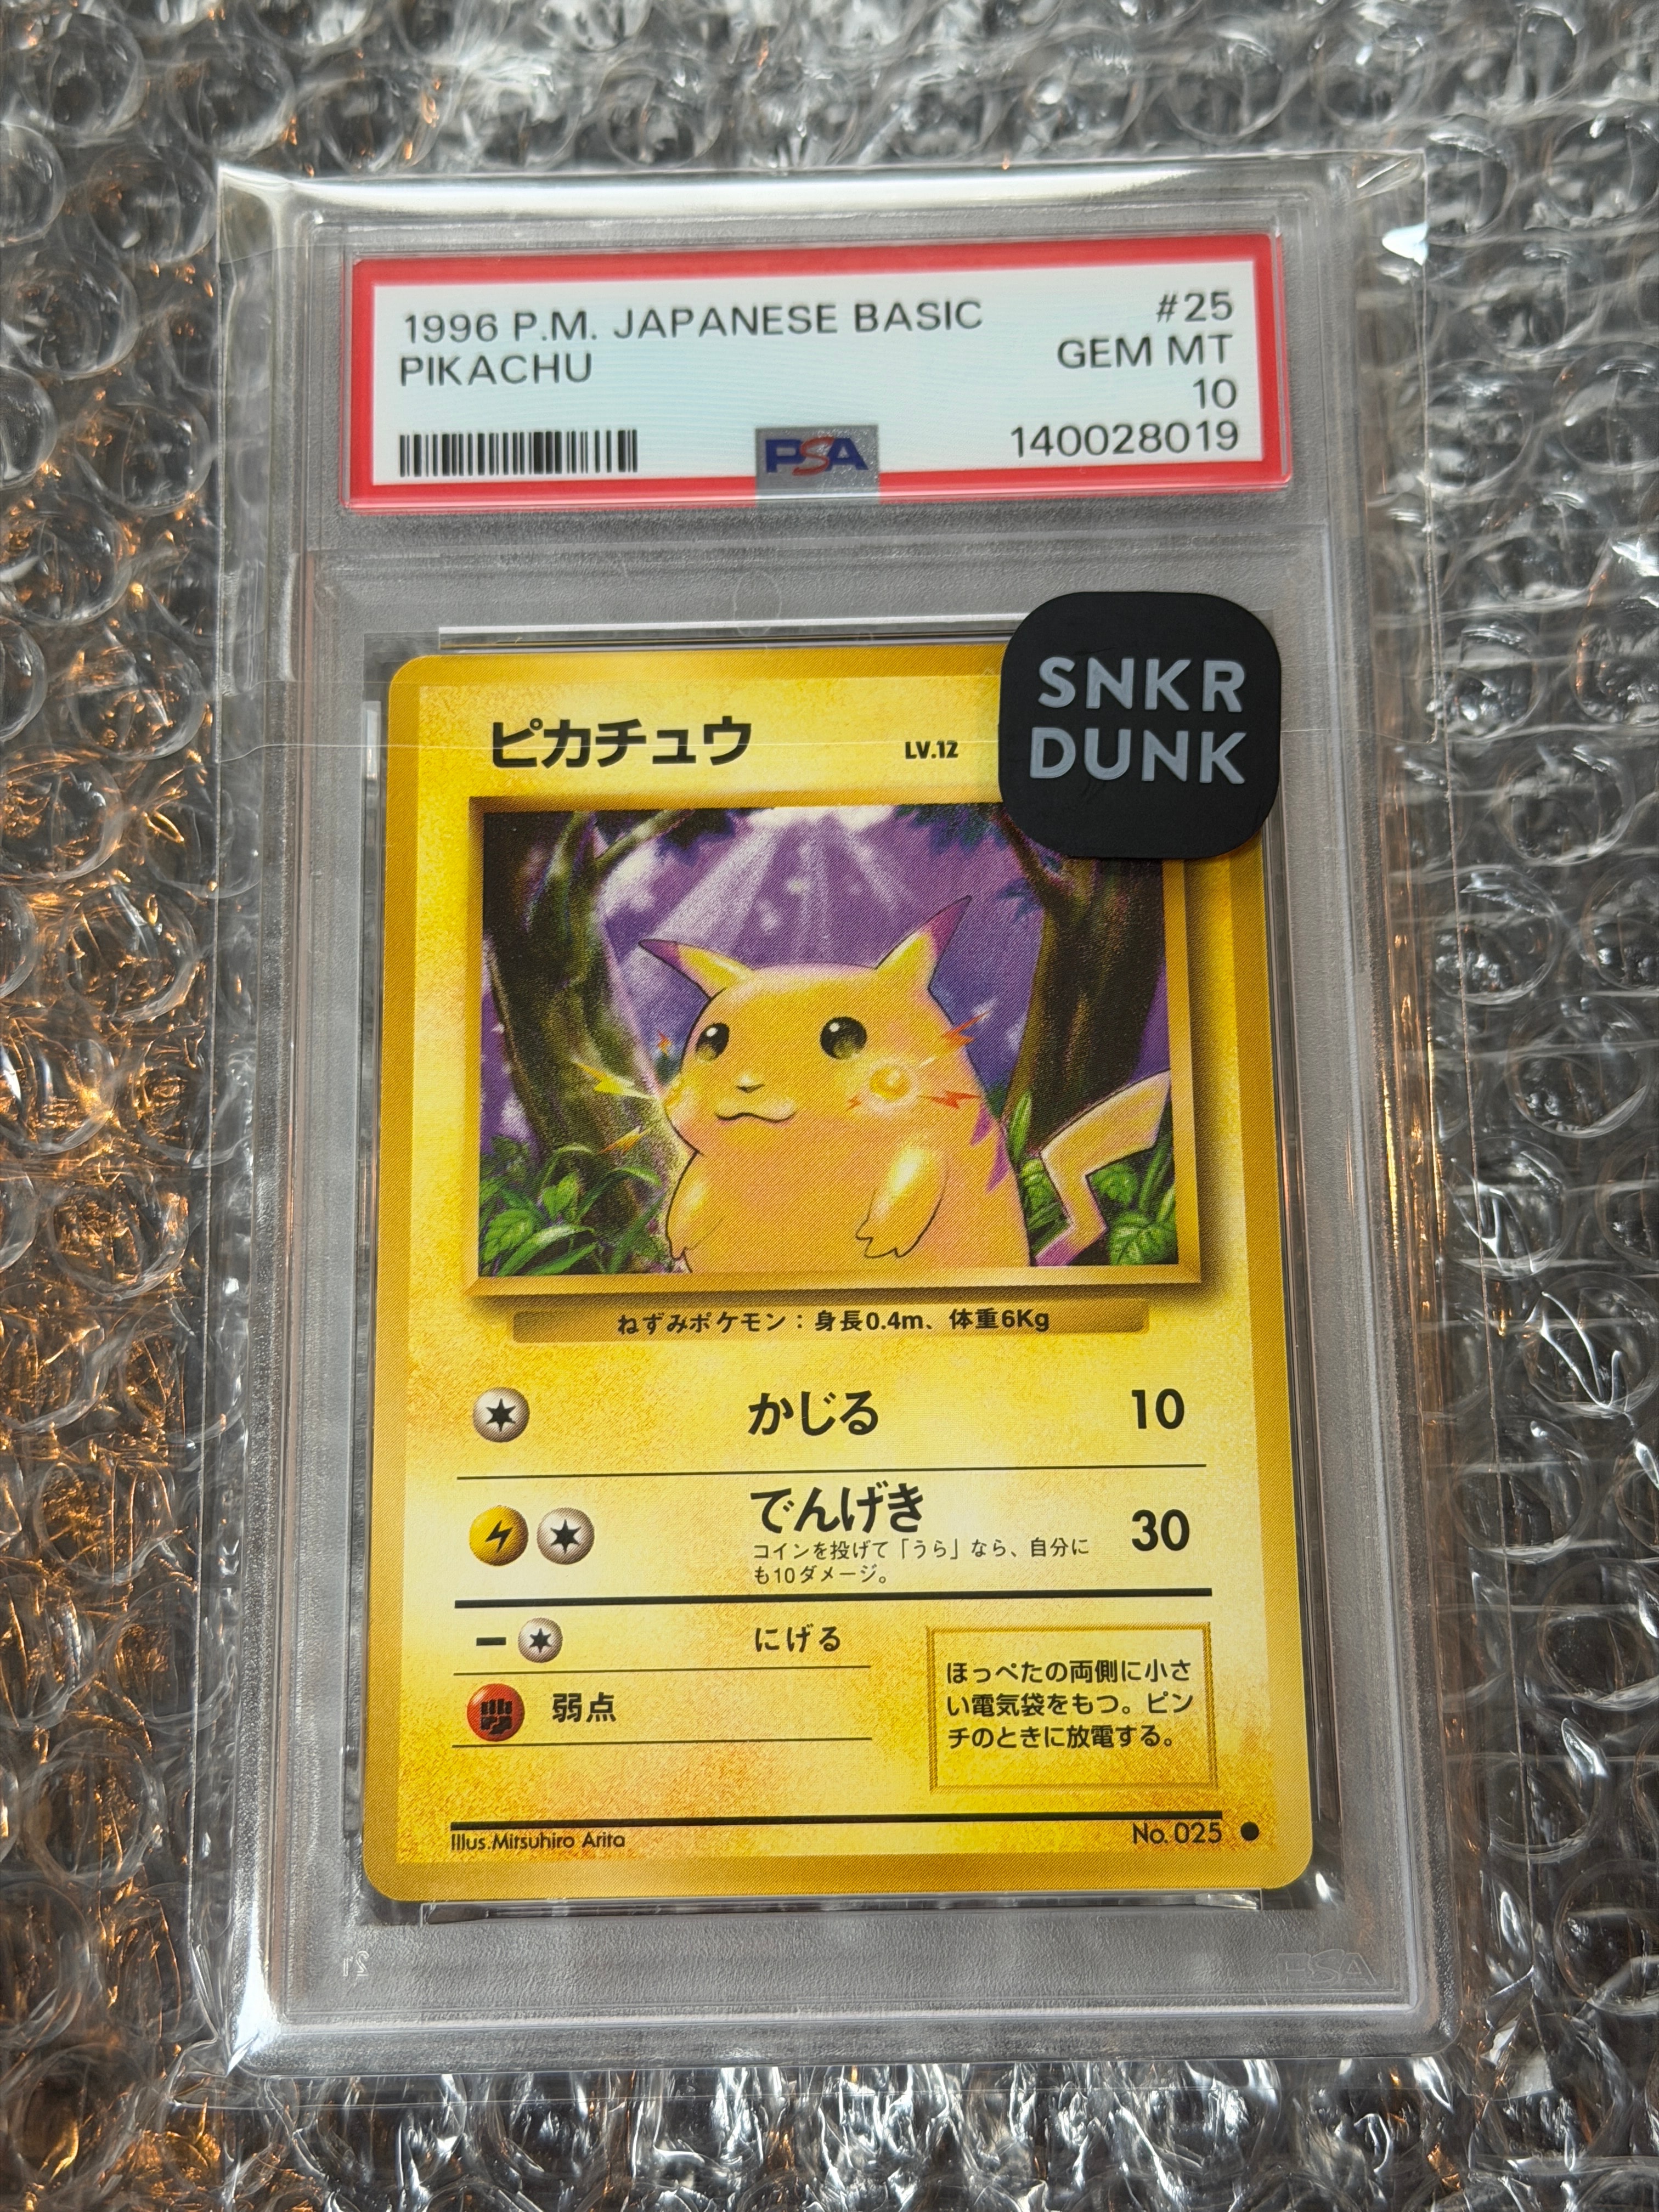 1996 P.M. JAPANESE BASIC #25
PIKACHU GEM MT
10
PSA 140028019
SNKR
DUNK
ピカチュウ LV.12
ねずみポケモン：身長0.4m、体重6Kg
かじる 10
でんげき 30
コインを投げて「うら」なら、自分に
も10ダメージ。
にげる
弱点
ほっぺたの両側に小さ
い電気袋をもつ。ピン
チのときに放電する。
Illus.Mitsuhiro Arita No.025 ●
PSA